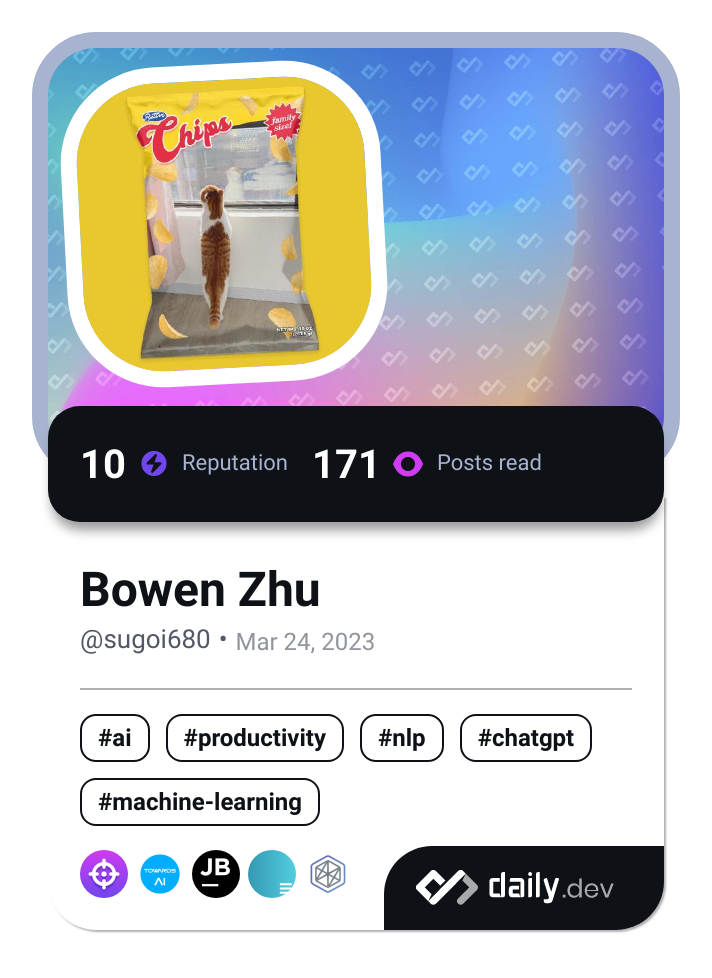 Chips
family
size!
10 Reputation 171 Posts read
Bowen Zhu
@sugoi680 • Mar 24, 2023
#ai #productivity #nlp #chatgpt
#machine-learning
TOWARDS
AI
JB
daily.dev